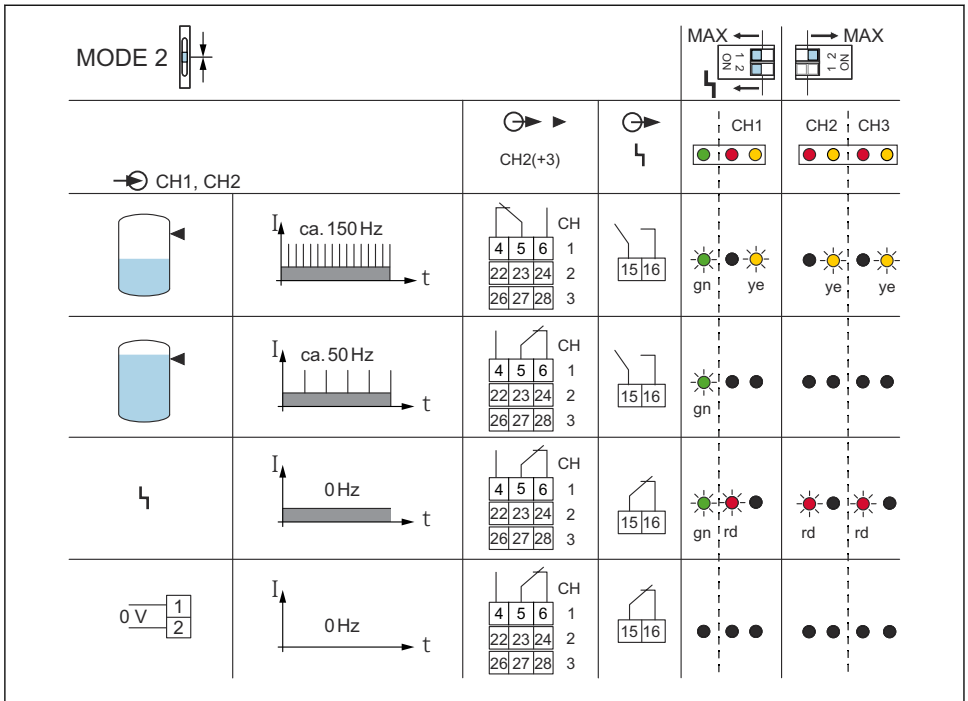 MODE 2
MAX
1 2
ON
MAX
1 2
ON
CH1, CH2
CH2(+3)
CH1
CH2
CH3
I
ca. 150 Hz
t
CH
4 5 6 1
22 23 24 2
26 27 28 3
15 16
gn
ye
ye
ye
I
ca. 50 Hz
t
CH
4 5 6 1
22 23 24 2
26 27 28 3
15 16
gn
I
0 Hz
t
CH
4 5 6 1
22 23 24 2
26 27 28 3
15 16
gn
rd
rd
rd
0 V
1
2
I
0 Hz
t
CH
4 5 6 1
22 23 24 2
26 27 28 3
15 16